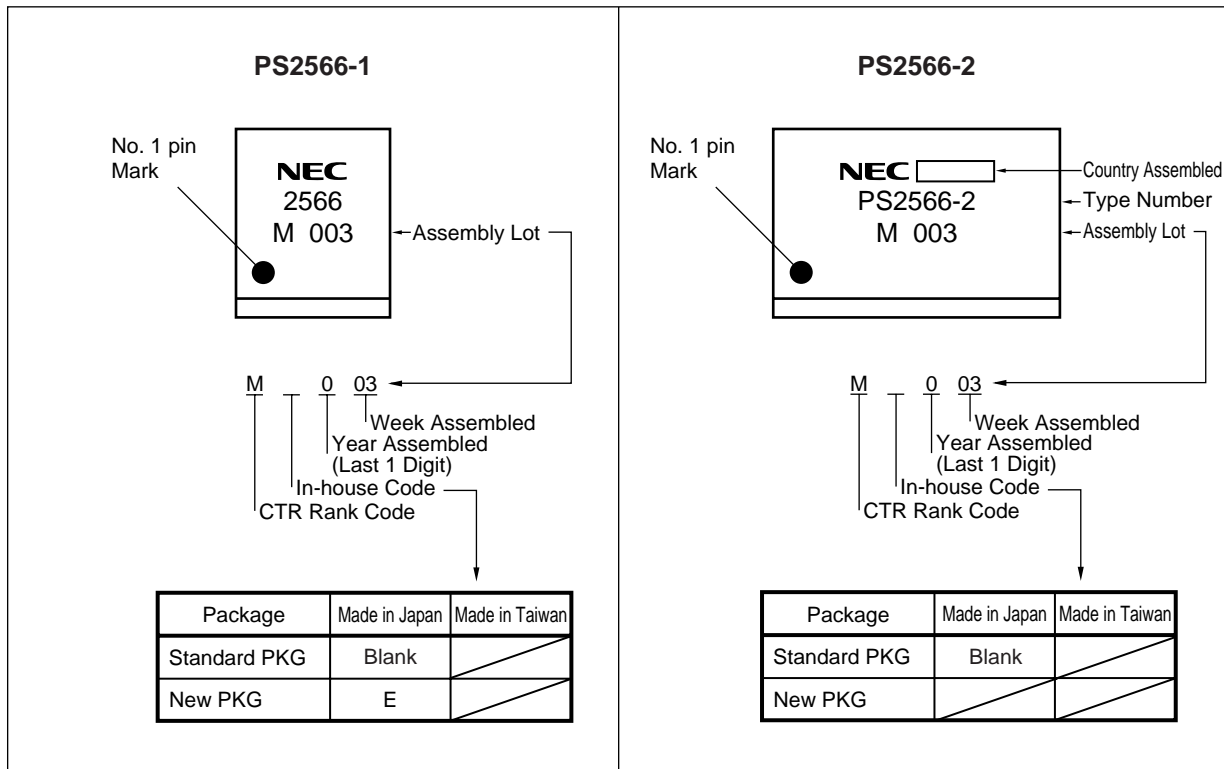 PS2566-1
No. 1 pin
Mark
NEC
2566
M 003
Assembly Lot
M 0 03
Week Assembled
Year Assembled
(Last 1 Digit)
In-house Code
CTR Rank Code
Package Made in Japan Made in Taiwan
Standard PKG Blank
New PKG E
PS2566-2
No. 1 pin
Mark
NEC
Country Assembled
PS2566-2
Type Number
M 003
Assembly Lot
M 0 03
Week Assembled
Year Assembled
(Last 1 Digit)
In-house Code
CTR Rank Code
Package Made in Japan Made in Taiwan
Standard PKG Blank
New PKG